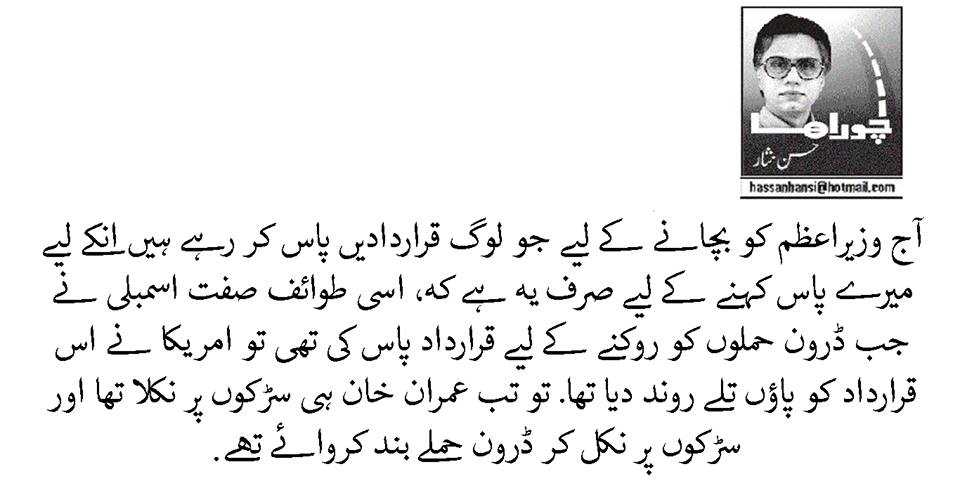 چوراہا
حسن نثار
hassanhansi@hotmail.com
آج وزیراعظم کو بچانے کے لیے جو لوگ قراردادیں پاس کر رہے ہیں انکے لیے
میرے پاس کہنے کے لیے صرف یہ ہے کہ، اسی طوائف صفت اسمبلی نے
جب ڈرون حملوں کو روکنے کے لیے قرارداد پاس کی تھی تو امریکا نے اس
قرارداد کو پاؤں تلے روند دیا تھا. تو تب عمران خان ہی سڑکوں پر نکلا تھا اور
سڑکوں پر نکل کر ڈرون حملے بند کروائے تھے.